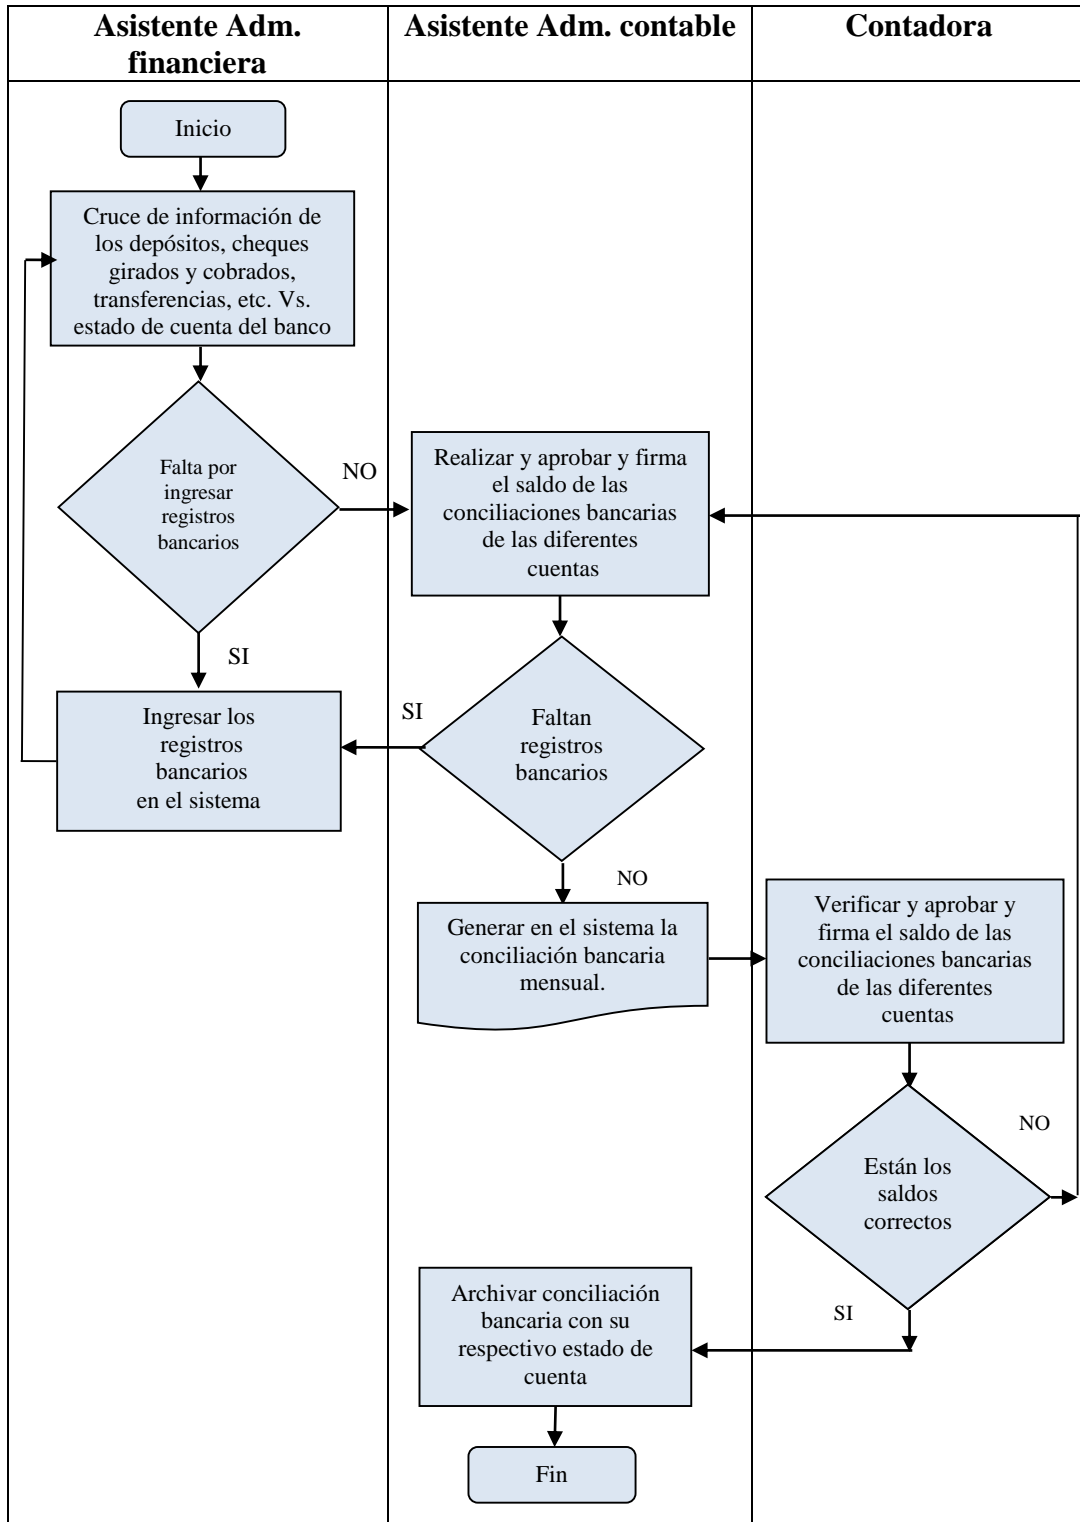 Asistente Adm.
financiera
Asistente Adm. contable
Contadora
Inicio
Cruce de información de
los depósitos, cheques
girados y cobrados,
transferencias, etc. Vs.
estado de cuenta del banco
Falta por
ingresar
registros
bancarios
NO
SI
Ingresar los
registros
bancarios
en el sistema
Realizar y aprobar y firma
el saldo de las
conciliaciones bancarias
de las diferentes
cuentas
Faltan
registros
bancarios
SI
NO
Generar en el sistema la
conciliación bancaria
mensual.
Verificar y aprobar y
firma el saldo de las
conciliaciones bancarias
de las diferentes
cuentas
Están los
saldos
correctos
NO
SI
Archivar conciliación
bancaria con su
respectivo estado de
cuenta
Fin